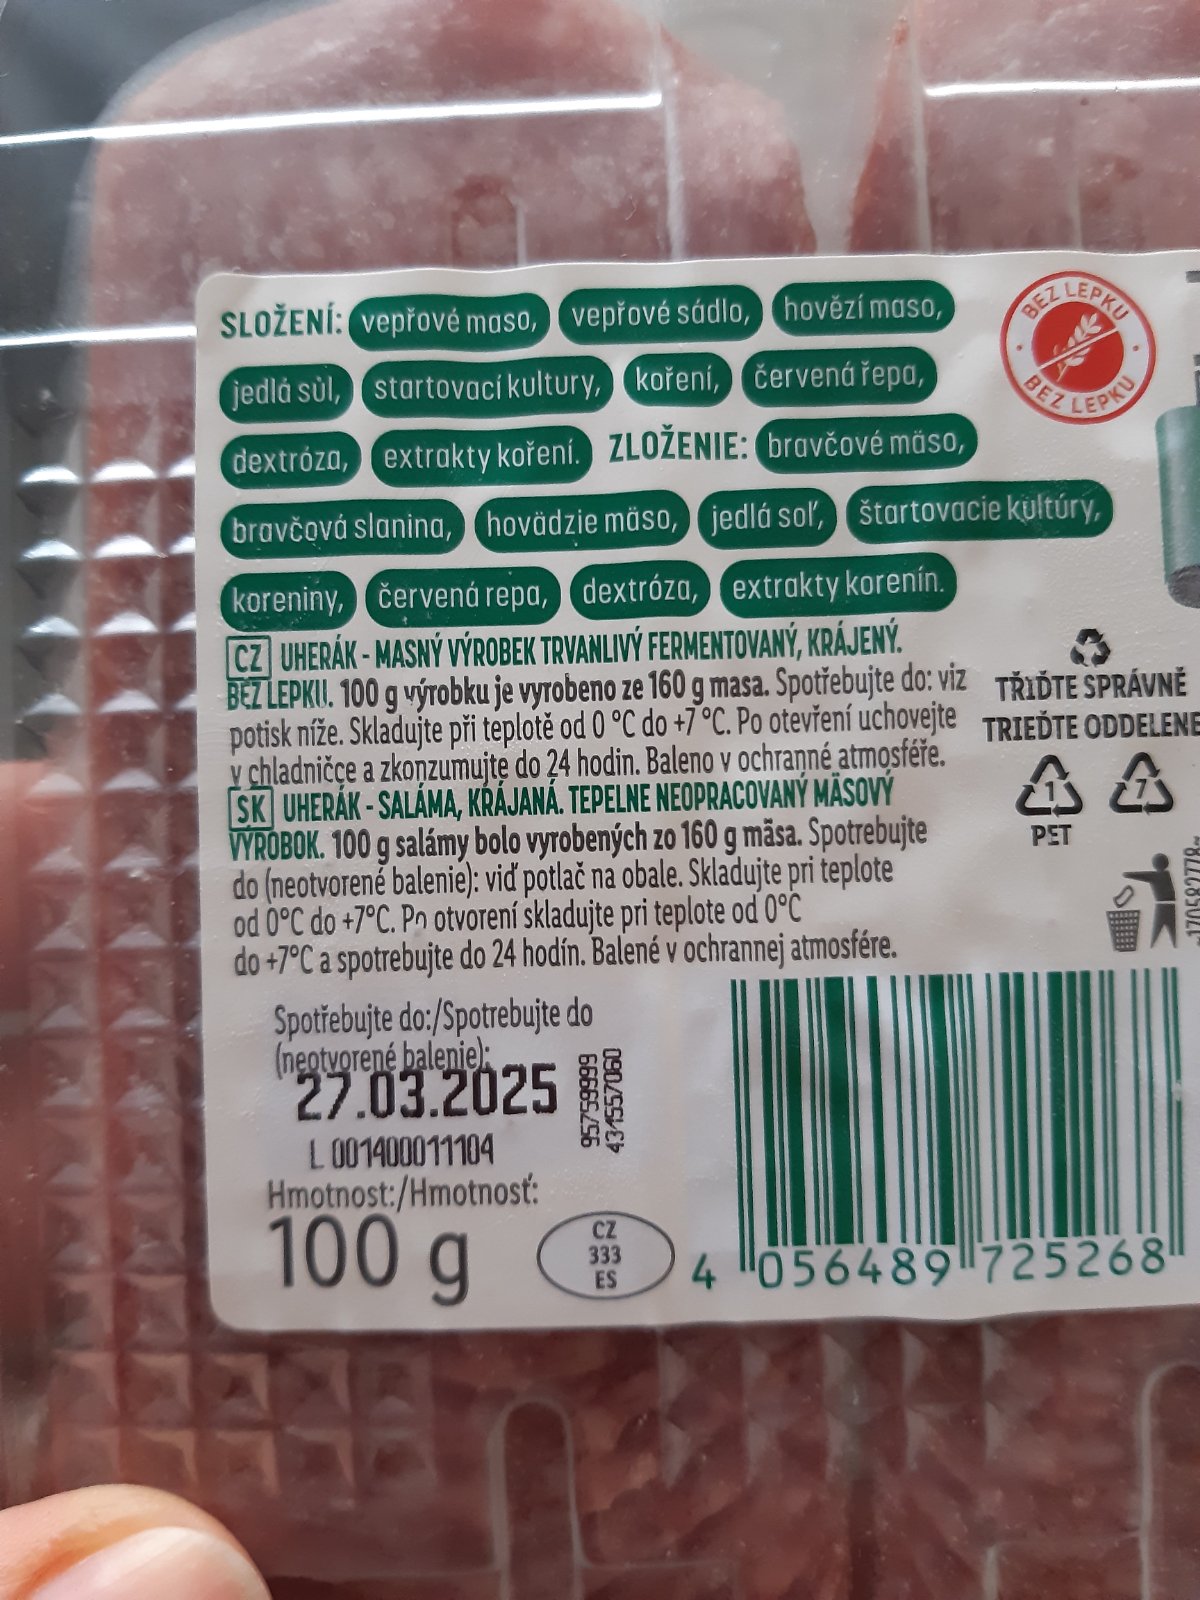 SLOŽENÍ: vepřové maso, vepřové sádlo, hovězí maso,
jedlá sůl, startovací kultury, koření, červená řepa,
dextróza, extrakty koření. ZLOŽENIE: bravčové mäso,
bravčová slanina, hovädzie mäso, jedlá soľ, štartovacie kultúry,
koreniny, červená repa, dextróza, extrakty korenín.
BEZ LEPKU
BEZ LEPKU
CZ UHERÁK - MASNÝ VÝROBEK TRVANLIVÝ FERMENTOVANÝ, KRÁJENÝ.
BEZ LEPKU. 100 g výrobku je vyrobeno ze 160 g masa. Spotřebujte do: viz
potisk níže. Skladujte při teplotě od 0 °C do +7 °C. Po otevření uchovejte
v chladničce a zkonzumujte do 24 hodin. Baleno v ochranné atmosféře.
SK UHERÁK - SALÁMA, KRÁJANÁ. TEPELNE NEOPRACOVANÝ MÄSOVÝ
VÝROBOK. 100 g salámy bolo vyrobených zo 160 g mäsa. Spotrebujte
do (neotvorené balenie): viď potlač na obale. Skladujte pri teplote
od 0°C do +7°C. Po otvorení skladujte pri teplote od 0°C
do +7°C a spotrebujte do 24 hodín. Balené v ochrannej atmosfére.
TŘIĎTE SPRÁVNĚ
TRIEĎTE ODDELENE
1 7
PET
Spotřebujte do:/Spotrebujte do
(neotvorené balenie):
27.03.2025
L 001400011104
95759999
431557060
Hmotnost:/Hmotnosť:
100 g
CZ
333
ES
4 056489 725268